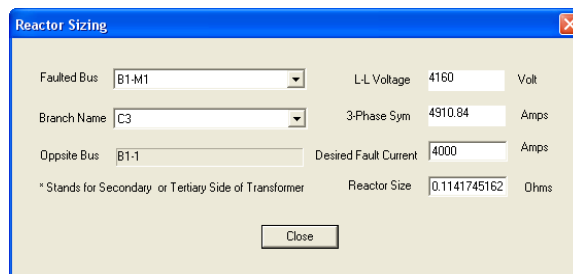 Reactor Sizing
Faulted Bus B1-M1 L-L Voltage 4160 Volt
Branch Name C3 3-Phase Sym 4910.84 Amps
Oppsite Bus B1-1 Desired Fault Current 4000 Amps
* Stands for Secondary or Tertiary Side of Transformer Reactor Size 0.1141745162 Ohms
Close